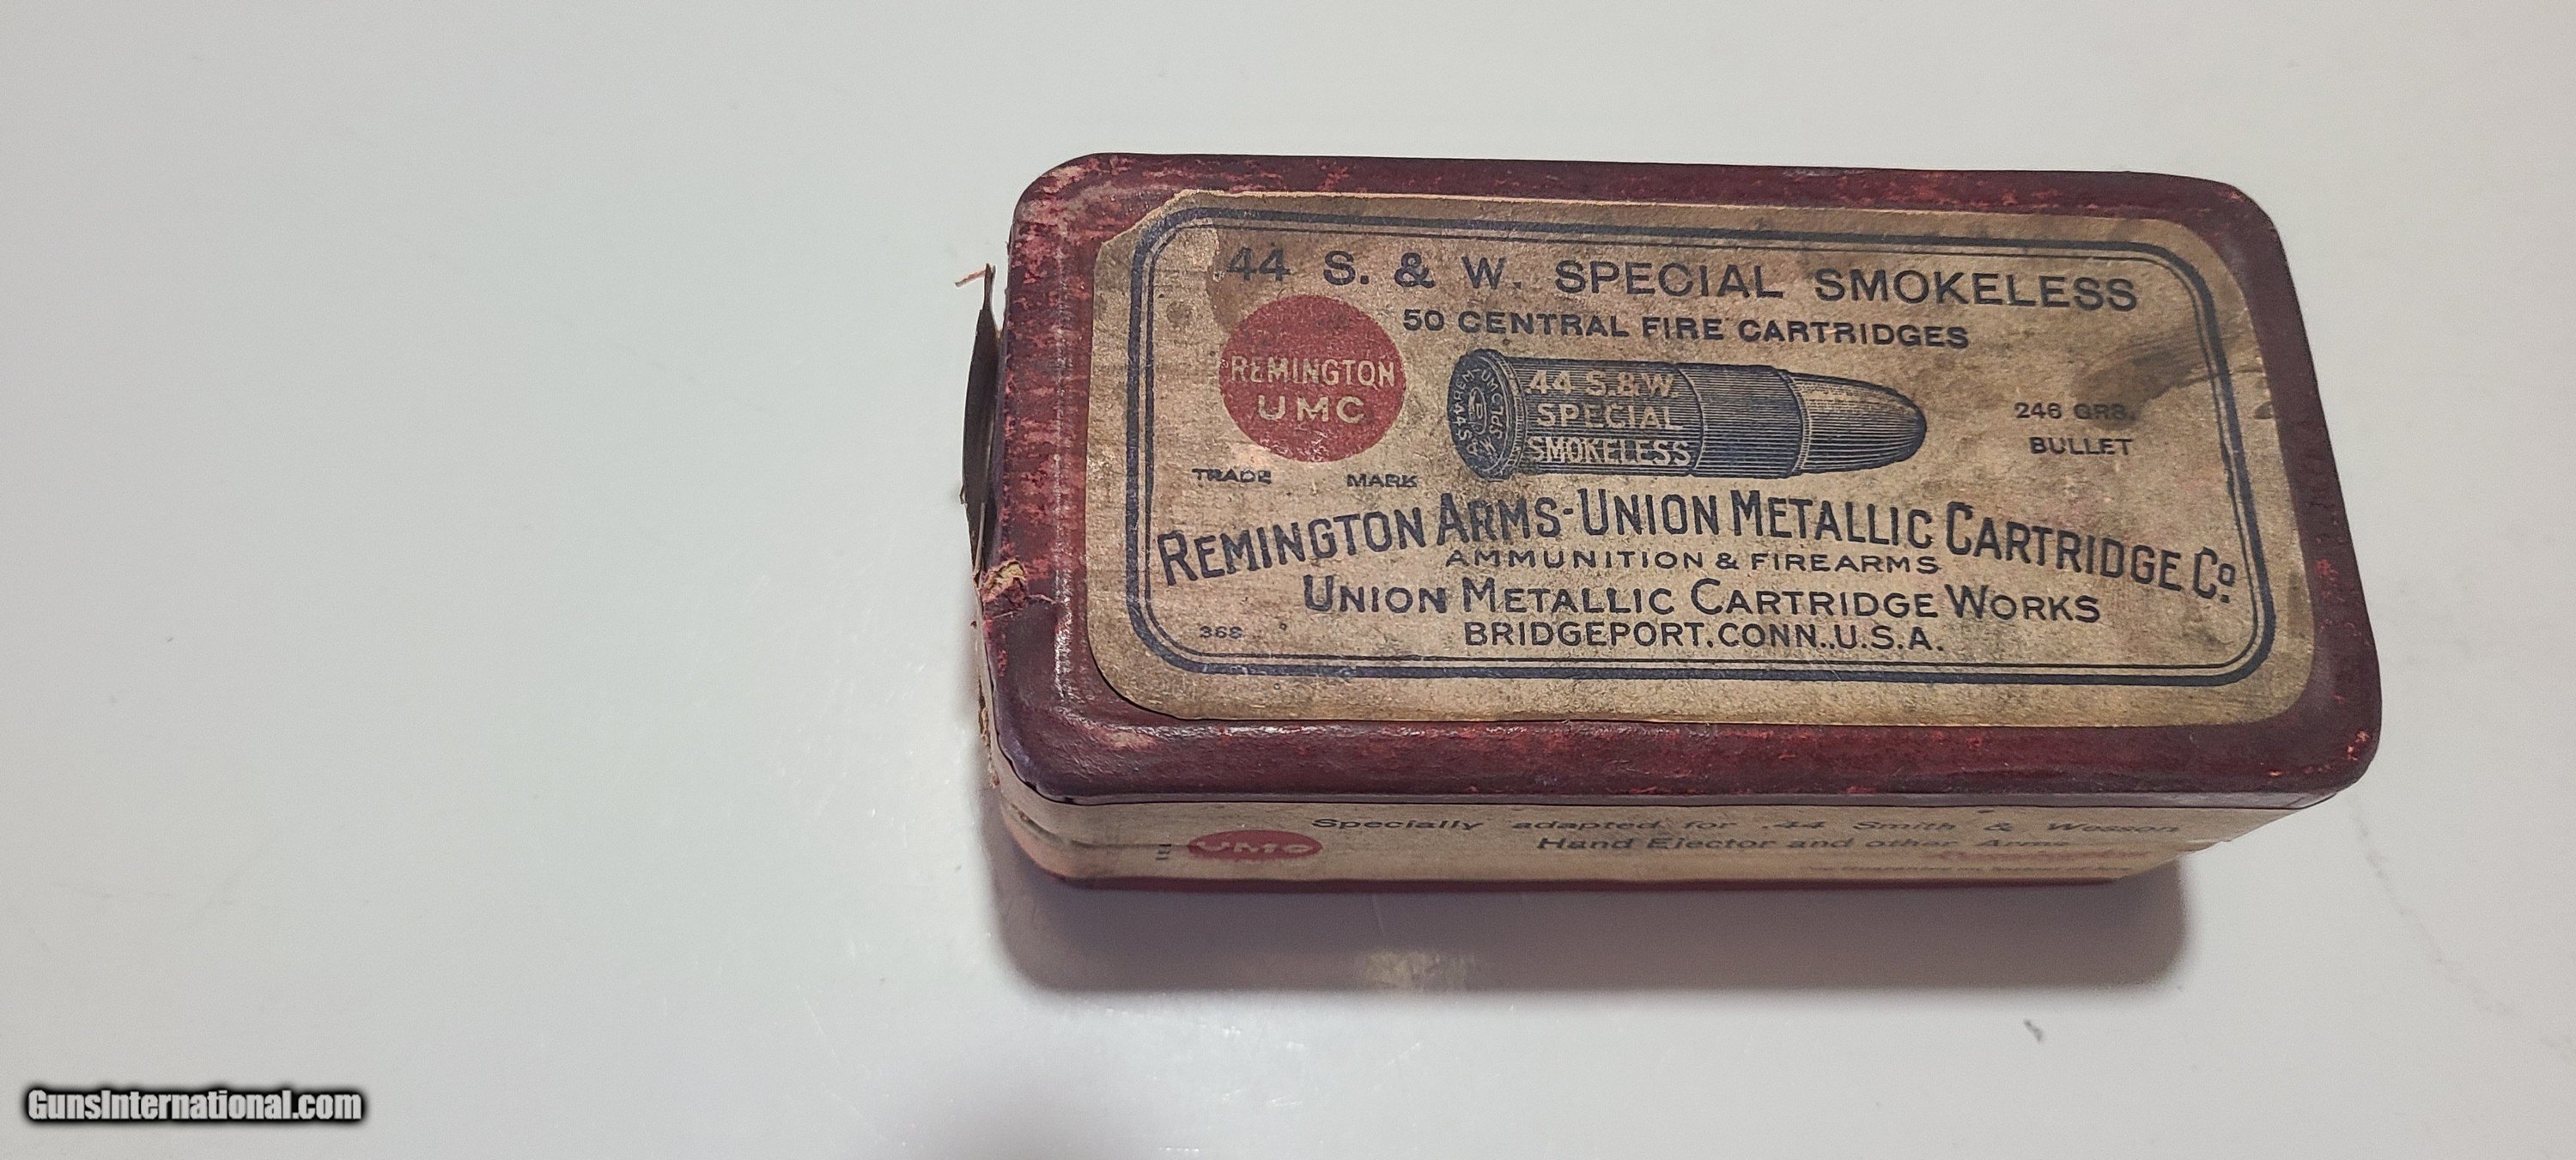 44 S. & W. SPECIAL SMOKELESS
50 CENTRAL FIRE CARTRIDGES
REMINGTON
UMC
TRADE MARK
.44 S.&W.
SPECIAL
SMOKELESS
246 GRS.
BULLET
REMINGTON ARMS-UNION METALLIC CARTRIDGE Co.
AMMUNITION & FIREARMS
UNION METALLIC CARTRIDGE WORKS
BRIDGEPORT, CONN., U.S.A.
368
UMC
Specially adapted for .44 Smith & Wesson
Hand Ejector and other Arms
GunsInternational.com